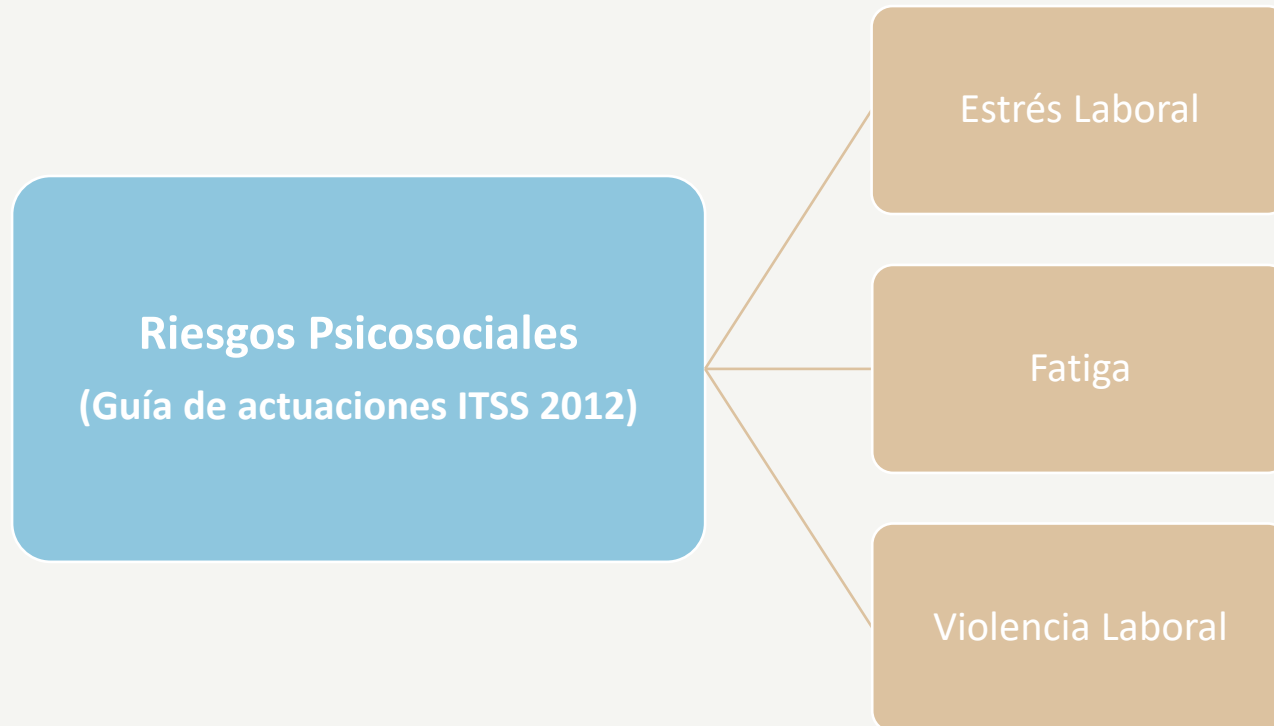 Riesgos Psicosociales
(Guía de actuaciones ITSS 2012)
Estrés Laboral
Fatiga
Violencia Laboral